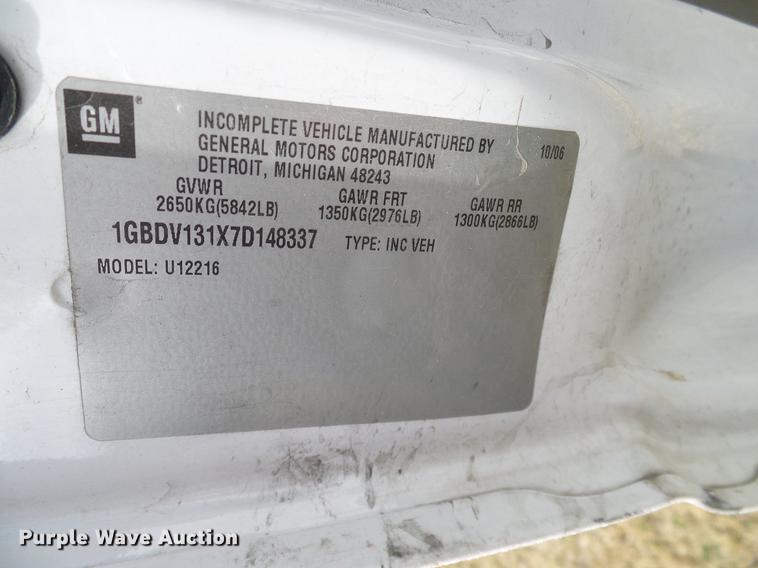 GM
INCOMPLETE VEHICLE MANUFACTURED BY
GENERAL MOTORS CORPORATION
DETROIT, MICHIGAN 48243
10/06
GVWR
GAWR FRT
GAWR RR
2650KG(5842LB)
1350KG(2976LB)
1300KG(2866LB)
1GBDV131X7D148337 TYPE: INC VEH
MODEL: U12216
Purple Wave Auction